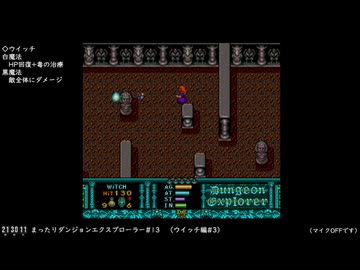 ◇ウイッチ
白魔法
HP回復+毒の治療
黒魔法
敵全体にダメージ
WiTCH
HiT130
AG.
AT.
ST.
IN.
9
6
Dungeon
Explorer
213011 まったりダンジョンエクスプローラー#13 (ウイッチ編#3)
(マイクOFFです)